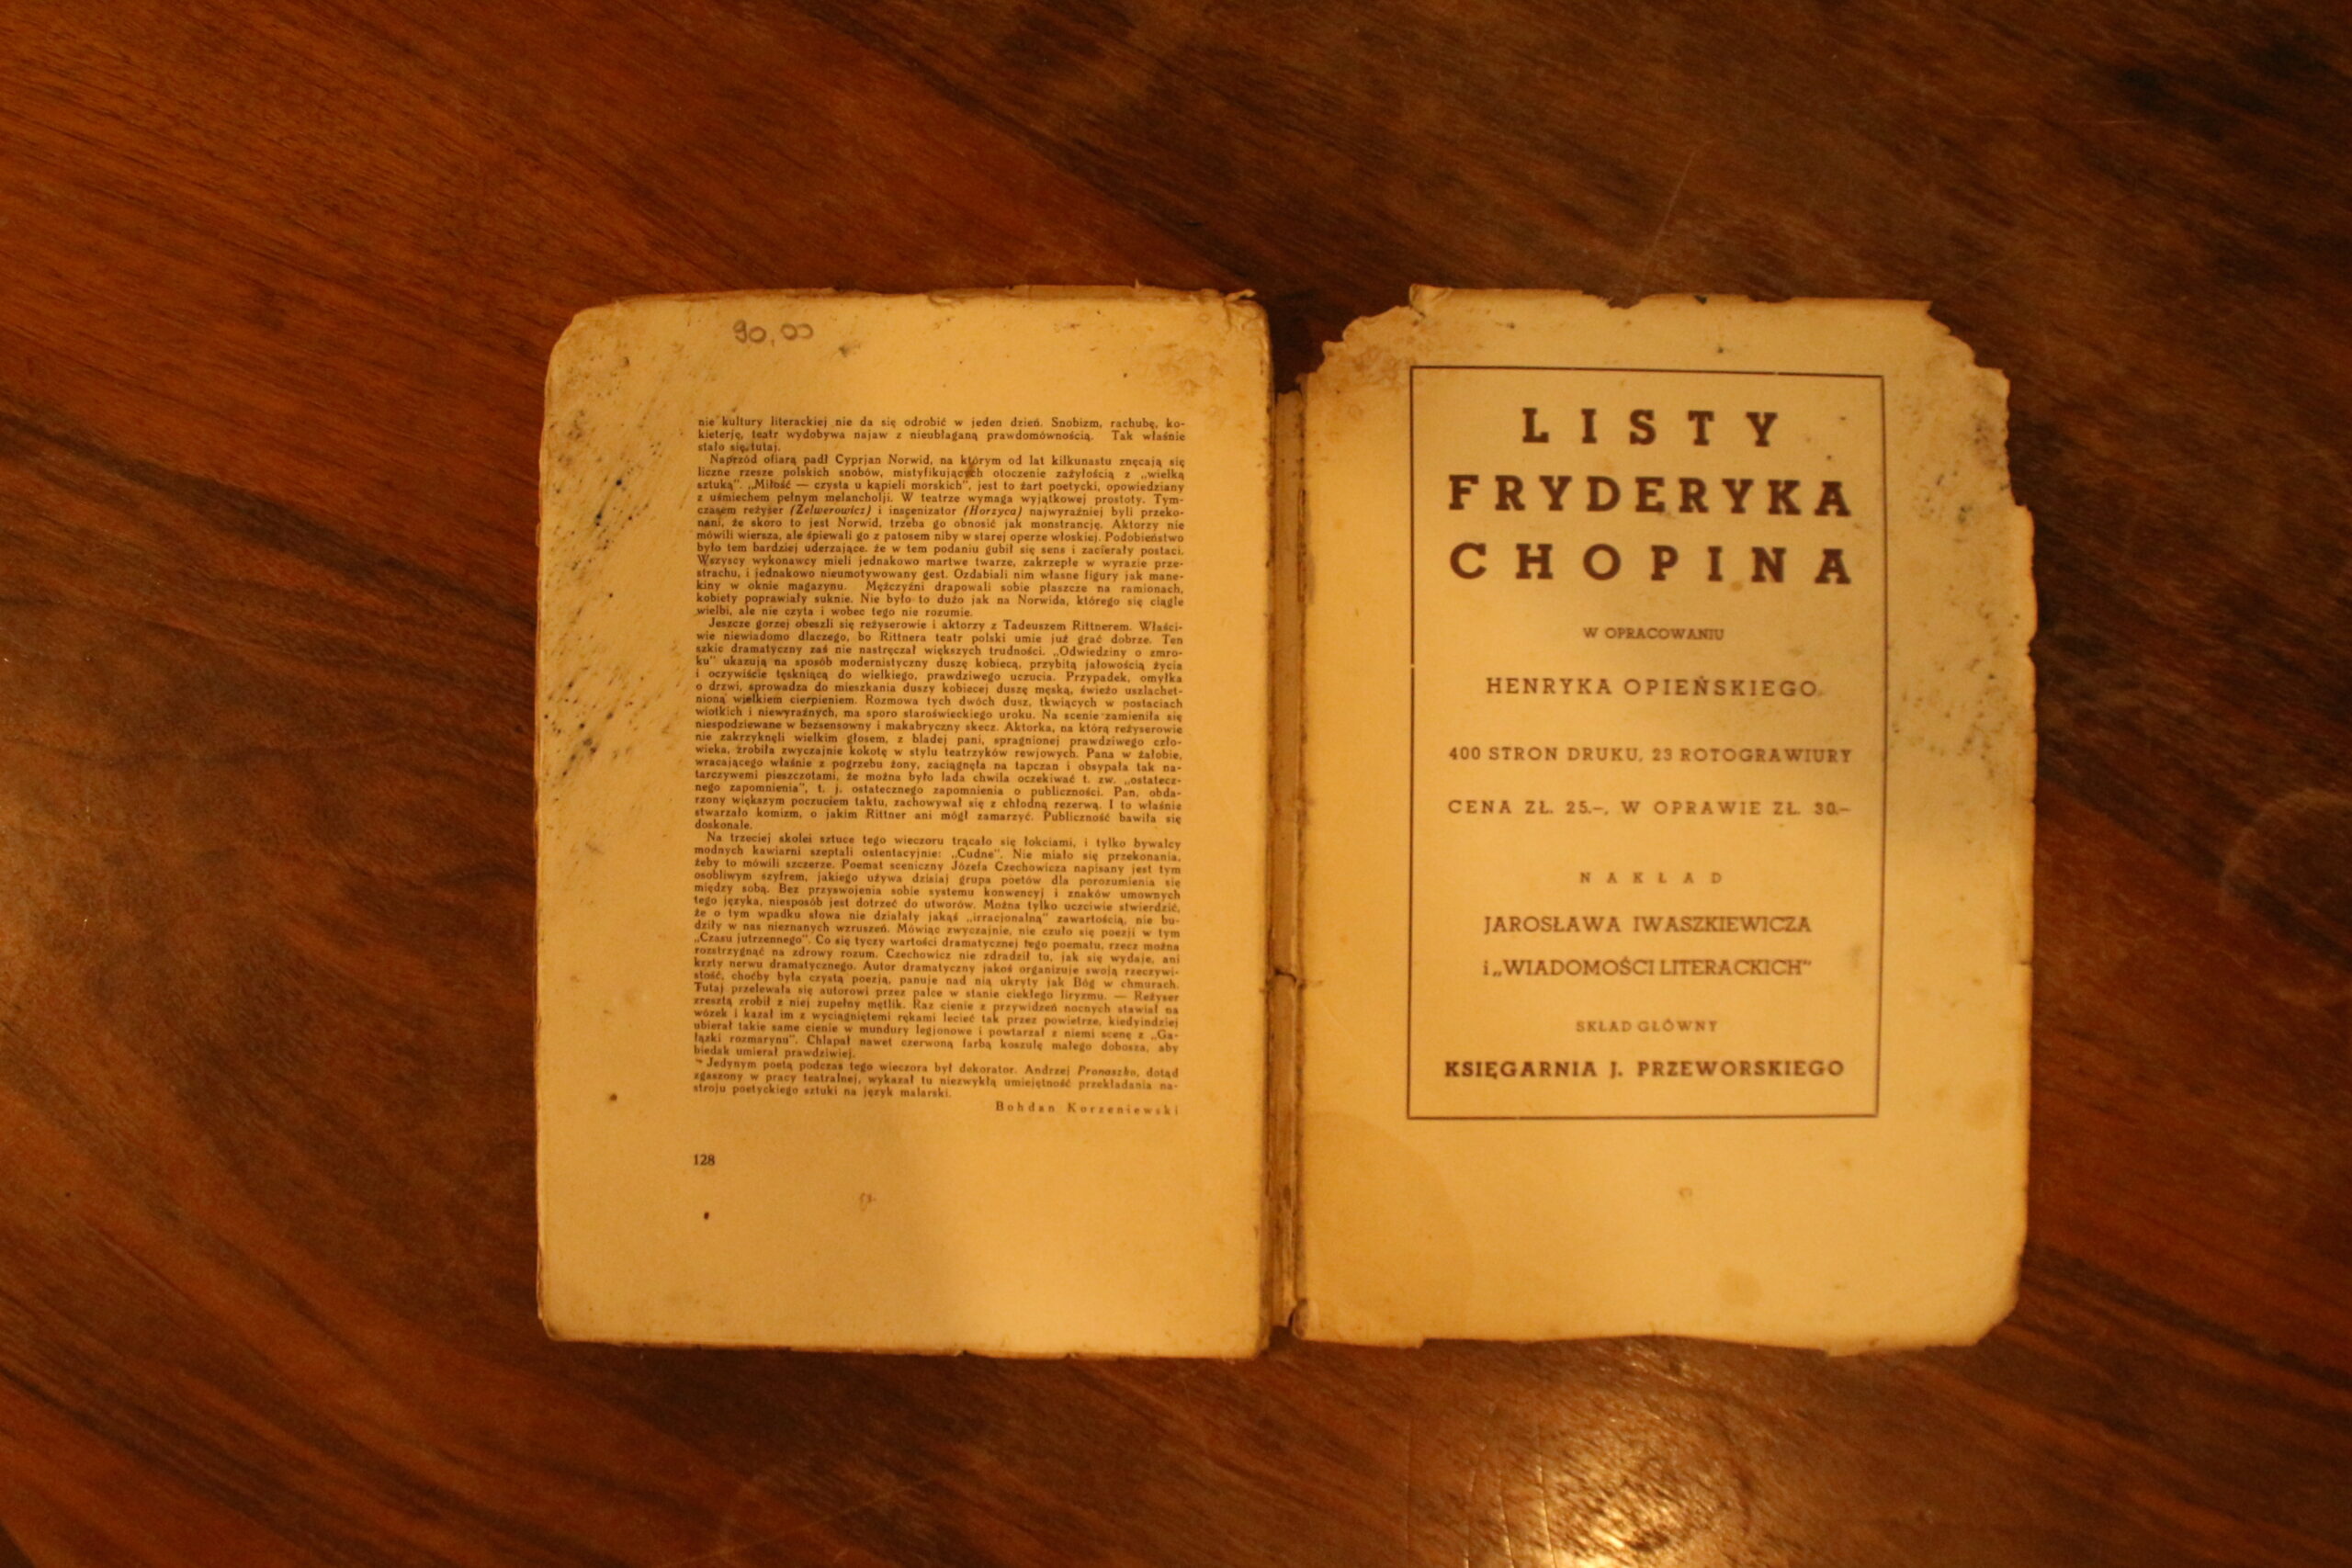 90,00
nie kultury literackiej nie da się odrobić w jeden dzień. Snobizm, rachubę, ko-
kieterję, teatr wydobywa najaw z nieubłaganą prawdomównością. Tak właśnie
stało się tutaj.
Naprzód ofiarą padł Cyprjan Norwid, na którym od lat kilkunastu znęcają się
liczne rzesze polskich snobów, mistyfikujących otoczenie zażyłością z „wielką
sztuką". „Miłość — czysta u kąpieli morskich", jest to żart poetycki, opowiedziany
z uśmiechem pełnym melancholji. W teatrze wymaga wyjątkowej prostoty. Tym-
czasem reżyser (Zelwerowicz) i inscenizator (Horzyca) najwyraźniej byli przeko-
nani, że skoro to jest Norwid, trzeba go obnosić jak monstrancję. Aktorzy nie
mówili wiersza, ale śpiewali go z patosem niby w starej operze włoskiej. Podobieństwo
było tem bardziej uderzające, że w tem podaniu gubił się sens i zacierały postaci.
Wszyscy wykonawcy mieli jednakowo martwe twarze, zakrzepłe w wyrazie prze-
strachu, i jednakowo nieumotywowany gest. Ozdabiali nim własne figury jak mane-
kiny w oknie magazynu. Mężczyźni drapowali sobie płaszcze na ramionach,
kobiety poprawiały suknie. Nie było to dużo jak na Norwida, którego się ciągle
wielbi, ale nie czyta i wobec tego nie rozumie.
Jeszcze gorzej obeszli się reżyserowie i aktorzy z Tadeuszem Rittnerem. Właści-
wie niewiadomo dlaczego, bo Rittnera teatr polski umie już grać dobrze. Ten
szkic dramatyczny zaś nie nastręczał większych trudności. „Odwiedziny o zmro-
ku" ukazują na sposób modernistyczny duszę kobiecą, przybitą jałowością życia
i oczywiście tęskniącą do wielkiego, prawdziwego uczucia. Przypadek, omyłka
o drzwi, sprowadza do mieszkania duszy kobiecej duszę męską, świeżo uszlachet-
nioną wielkiem cierpieniem. Rozmowa tych dwóch dusz, tkwiących w postaciach
wiotkich i niewyraźnych, ma sporo staroświeckiego uroku. Na scenie zamieniła się
niespodziewane w bezsensowny i makabryczny skecz. Aktorka, na którą reżyserowie
nie zakrzyknęli wielkim głosem, z bladej pani, spragnionej prawdziwego czło-
wieka, zrobiła zwyczajnie kokotę w stylu teatrzyków rewjowych. Pana w żałobie,
wracającego właśnie z pogrzebu żony, zaciągnęła na tapczan i obsypała tak na-
tarczywemi pieszczotami, że można było lada chwila oczekiwać t. zw. „ostatecz-
nego zapomnienia", t. j. ostatecznego zapomnienia o publiczności. Pan, obda-
rzony większym poczuciem taktu, zachowywał się z chłodną rezerwą. I to właśnie
stwarzało komizm, o jakim Rittner ani mógł zamarzyć. Publiczność bawiła się
doskonale.
Na trzeciej skolei sztuce tego wieczoru trącało się łokciami, i tylko bywalcy
modnych kawiarni szeptali ostentacyjnie: „Cudne". Nie miało się przekonania,
żeby to mówili szczerze. Poemat sceniczny Józefa Czechowicza napisany jest tym
osobliwym szyfrem, jakiego używa dzisiaj grupa poetów dla porozumienia się
między sobą. Bez przyswojenia sobie systemu konwencyj i znaków umownych
tego języka, niesposób jest dotrzeć do utworów. Można tylko uczciwie stwierdzić,
że o tym wpadku słowa nie działały jakąś „irracjonalną" zawartością, nie bu-
dziły w nas nieznanych wzruszeń. Mówiąc zwyczajnie, nie czuło się poezji w tym
„Czasu jutrzennego". Co się tyczy wartości dramatycznej tego poematu, rzecz można
rozstrzygnąć na zdrowy rozum. Czechowicz nie zdradził tu, jak się wydaje, ani
krzty nerwu dramatycznego. Autor dramatyczny jakoś organizuje swoją rzeczywi-
stość, choćby była czystą poezją, panuje nad nią ukryty jak Bóg w chmurach.
Tutaj przelewała się autorowi przez palce w stanie ciekłego liryzmu. — Reżyser
zresztą zrobił z niej zupełny mętlik. Raz cienie z przywidzeń nocnych stawiał na
wózek i kazał im z wyciągniętemi rękami lecieć tak przez powietrze, kiedyindziej
ubierał takie same cienie w mundury legjonowe i powtarzał z niemi scenę z „Ga-
łązki rozmarynu". Chlapał nawet czerwoną farbą koszulę małego dobosza, aby
biedak umierał prawdziwiej.
Jedynym poetą podczas tego wieczora był dekorator. Andrzej Pronaszko, dotąd
zgaszony w pracy teatralnej, wykazał tu niezwykłą umiejętność przekładania na-
stroju poetyckiego sztuki na język malarski.
Bohdan Korzeniewski
128
LISTY
FRYDERYKA
CHOPINA
W OPRACOWANIU
HENRYKA OPIEŃSKIEGO
400 STRON DRUKU, 23 ROTOGRAWIURY
CENA ZŁ. 25.–, W OPRAWIE ZŁ. 30.–
NAKŁAD
JAROSŁAWA IWASZKIEWICZA
i „WIADOMOŚCI LITERACKICH"
SKŁAD GŁÓWNY
KSIĘGARNIA J. PRZEWORSKIEGO